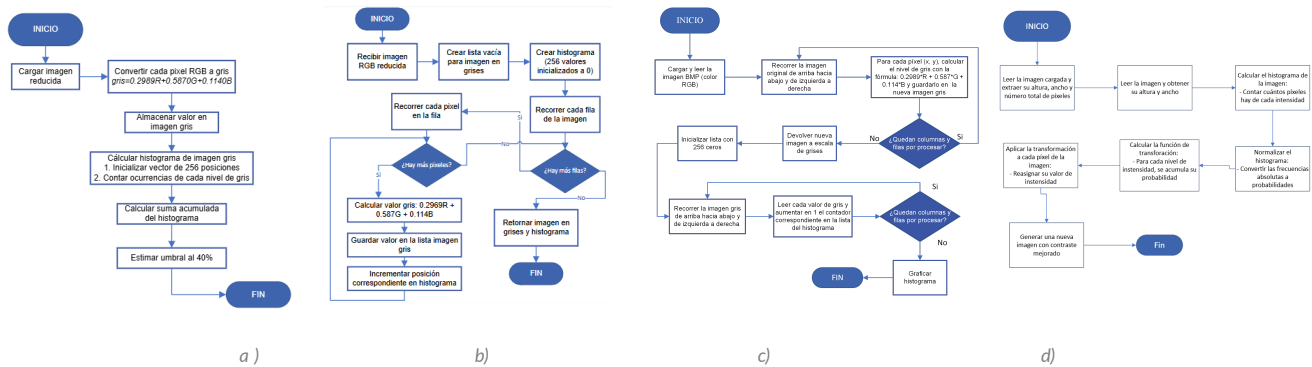 INICIO
Cargar imagen
reducida
Convertir cada pixel RGB a gris
gris=0.2989R+0.5870G+0.1140B
Almacenar valor en
imagen gris
Cálcular histograma de imagen gris
1. Inicializar vector de 256 posiciones
2. Contar ocurrencias de cada nivel de gris
Calcular suma acumulada
del histograma
Estimar umbral al 40%
FIN
a )
INICIO
Recibir imagen
RGB reducida
Crear lista vacía
para imagen en
grises
Crear histograma
(256 valores
inicializados a 0)
Recorrer cada fila
de la imagen
Recorrer cada pixel
en la fila
Si
No
¿Hay más pixeles?
¿Hay más filas?
SI
No
Calcular valor gris: 0.2969R +
0.587G + 0.114B
Guardar valor en la lista imagen
gris
Incrementar posición
correspondiente en histograma
Retornar imagen en
grises y histograma
FIN
b)
INICIO
Cargar y leer la
imagen BMP (color
RGB)
Recorrer la imagen
original de arriba hacia
abajo y de izquierda a
derecha
Para cada pixel (x, y), calcular
el nivel de gris con la
fórmula: 0.2989*R + 0.587*G +
0.114*B y guardarlo en la
nueva imagen gris
¿Quedan columnas y
filas por procesar?
No
Si
Devolver nueva
imagen a escala
de grises
Inicializar lista con
256 ceros
Recorrer la imagen gris
de arriba hacia abajo y
de izquierda a derecha
Leer cada valor de gris y
aumentar en 1 el contador
correspondiente en la lista
del histograma
Si
¿Quedan columnas y
filas por procesar?
No
Graficar
histograma
FIN
c)
INICIO
Leer la imagen cargada y
extraer su altura, ancho y
número total de pixeles
Leer la imagen y obtener
su altura y ancho
Calcular el histograma de
la imagen:
- Contar cuántos pixeles
hay de cada intensidad
Normalizar el
histograma:
- Convertir las frecuencias
absolutas a
probabilidades
Calcular la función de
transforación:
- Para cada nivel de
instensidad, se acumula su
probabilidad
Aplicar la transformación
a cada pixel de la
imagen:
- Reasignar su valor de
instensidad
Generar una nueva
imagen con contraste
mejorado
Fin
d)